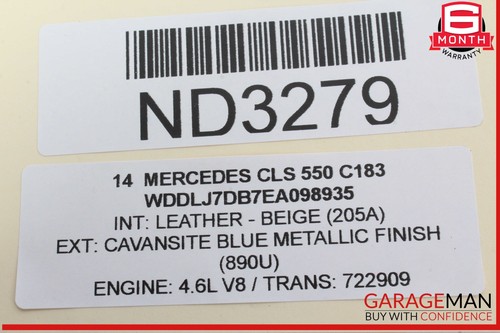 6
MONTH
WARRANTY
ND3279
14 MERCEDES CLS 550 C183
WDDLJ7DB7EA098935
INT: LEATHER - BEIGE (205A)
EXT: CAVANSITE BLUE METALLIC FINISH
(890U)
ENGINE: 4.6L V8 / TRANS: 722909
GARAGEMAN
BUY WITH CONFIDENCE